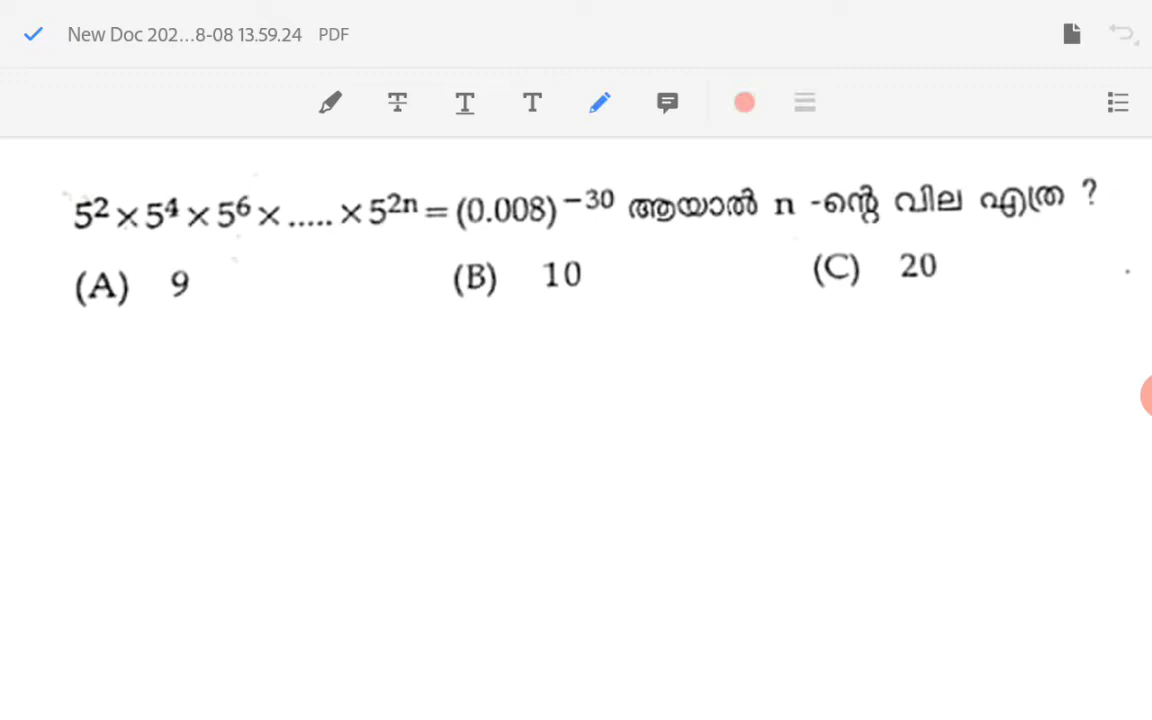 New Doc 202...8-08 13.59.24 PDF
5² × 5⁴ × 5⁶ × ..... × 5²ⁿ = (0.008)⁻³⁰ ആയാൽ n -ന്റെ വില എത്ര ?
(A) 9 (B) 10 (C) 20